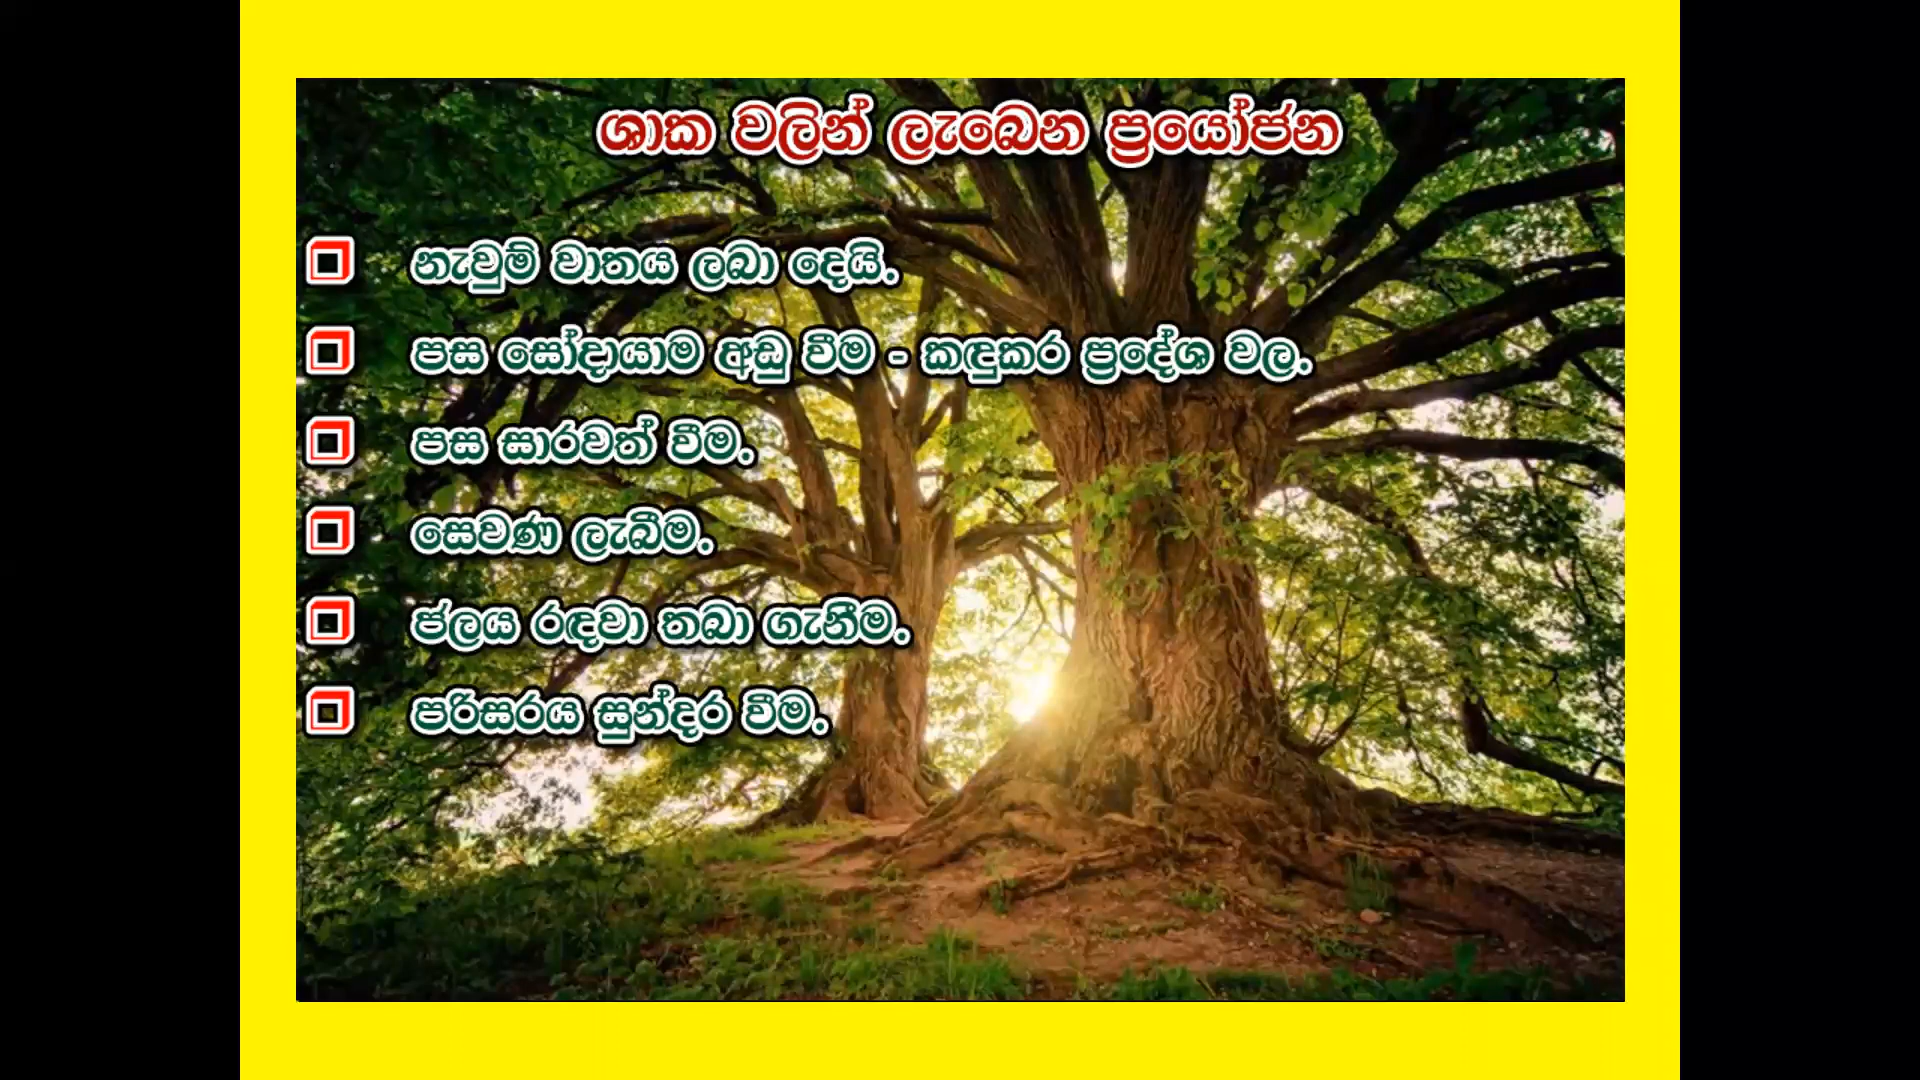 ශාක වලින් ලැබෙන ප්‍රයෝජන
නැවුම් වාතය ලබා දෙයි.
පස සෝදායාම අඩු වීම - කඳුකර ප්‍රදේශ වල.
පස සාරවත් වීම.
සෙවණ ලැබීම.
ජලය රඳවා තබා ගැනීම.
පරිසරය සුන්දර වීම.